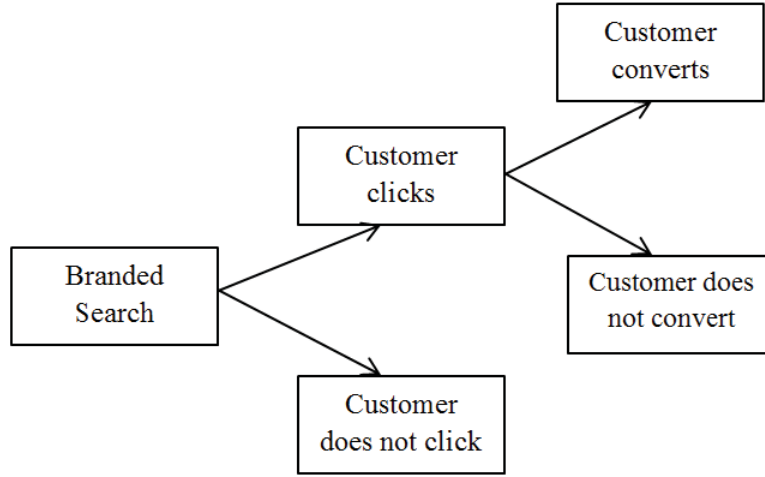 Customer
converts
Customer
clicks
Branded
Search
Customer does
not convert
Customer
does not click